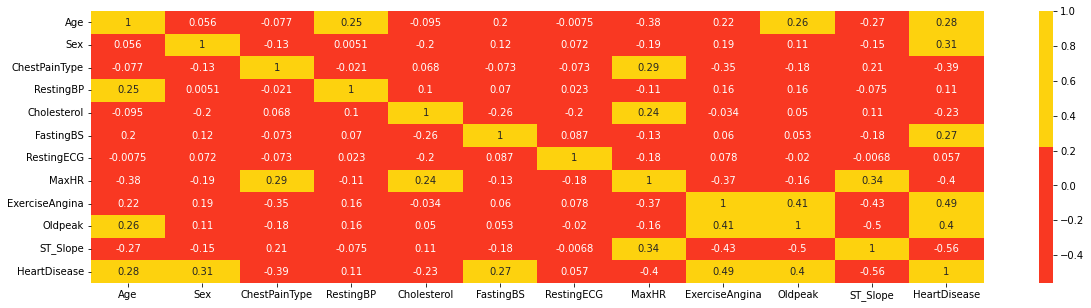 Age 1 0.056 -0.077 0.25 -0.095 0.2 -0.0075 -0.38 0.22 0.26 -0.27 0.28
Sex 0.056 1 -0.13 0.0051 -0.2 0.12 0.072 -0.19 0.19 0.11 -0.15 0.31
ChestPainType -0.077 -0.13 1 -0.021 0.068 -0.073 -0.073 0.29 -0.35 -0.18 0.21 -0.39
RestingBP 0.25 0.0051 -0.021 1 0.1 0.07 0.023 -0.11 0.16 0.16 -0.075 0.11
Cholesterol -0.095 -0.2 0.068 0.1 1 -0.26 -0.2 0.24 -0.034 0.05 0.11 -0.23
FastingBS 0.2 0.12 -0.073 0.07 -0.26 1 0.087 -0.13 0.06 0.053 -0.18 0.27
RestingECG -0.0075 0.072 -0.073 0.023 -0.2 0.087 1 -0.18 0.078 -0.02 -0.0068 0.057
MaxHR -0.38 -0.19 0.29 -0.11 0.24 -0.13 -0.18 1 -0.37 -0.16 0.34 -0.4
ExerciseAngina 0.22 0.19 -0.35 0.16 -0.034 0.06 0.078 -0.37 1 0.41 -0.43 0.49
Oldpeak 0.26 0.11 -0.18 0.16 0.05 0.053 -0.02 -0.16 0.41 1 -0.5 0.4
ST_Slope -0.27 -0.15 0.21 -0.075 0.11 -0.18 -0.0068 0.34 -0.43 -0.5 1 -0.56
HeartDisease 0.28 0.31 -0.39 0.11 -0.23 0.27 0.057 -0.4 0.49 0.4 -0.56 1
Age Sex ChestPainType RestingBP Cholesterol FastingBS RestingECG MaxHR ExerciseAngina Oldpeak ST_Slope HeartDisease
1.0
0.8
0.6
0.4
0.2
0.0
−0.2
−0.4